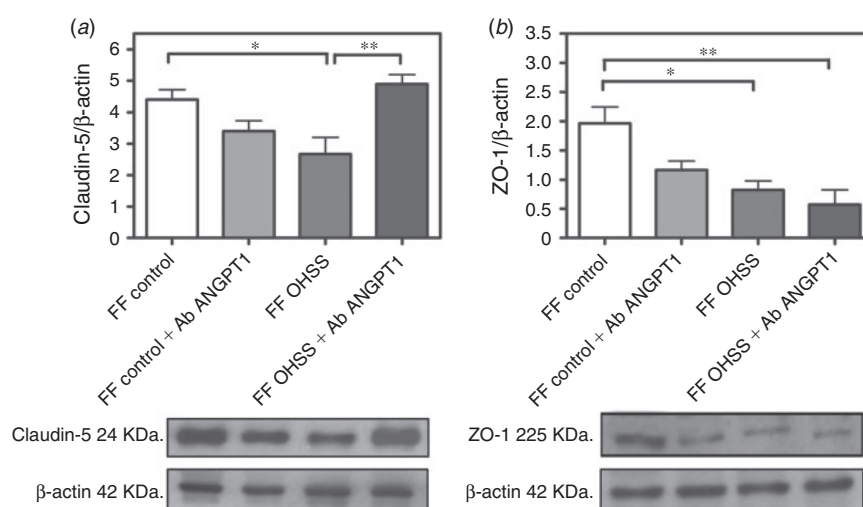 (a)
Claudin-5/β-actin
6
5
4
3
2
1
0
*
**
FF control
FF control + Ab ANGPT1
FF OHSS
FF OHSS + Ab ANGPT1
Claudin-5 24 KDa.
β-actin 42 KDa.
(b)
ZO-1/β-actin
3.5
3.0
2.5
2.0
1.5
1.0
0.5
0
**
*
FF control
FF control + Ab ANGPT1
FF OHSS
FF OHSS + Ab ANGPT1
ZO-1 225 KDa.
β-actin 42 KDa.